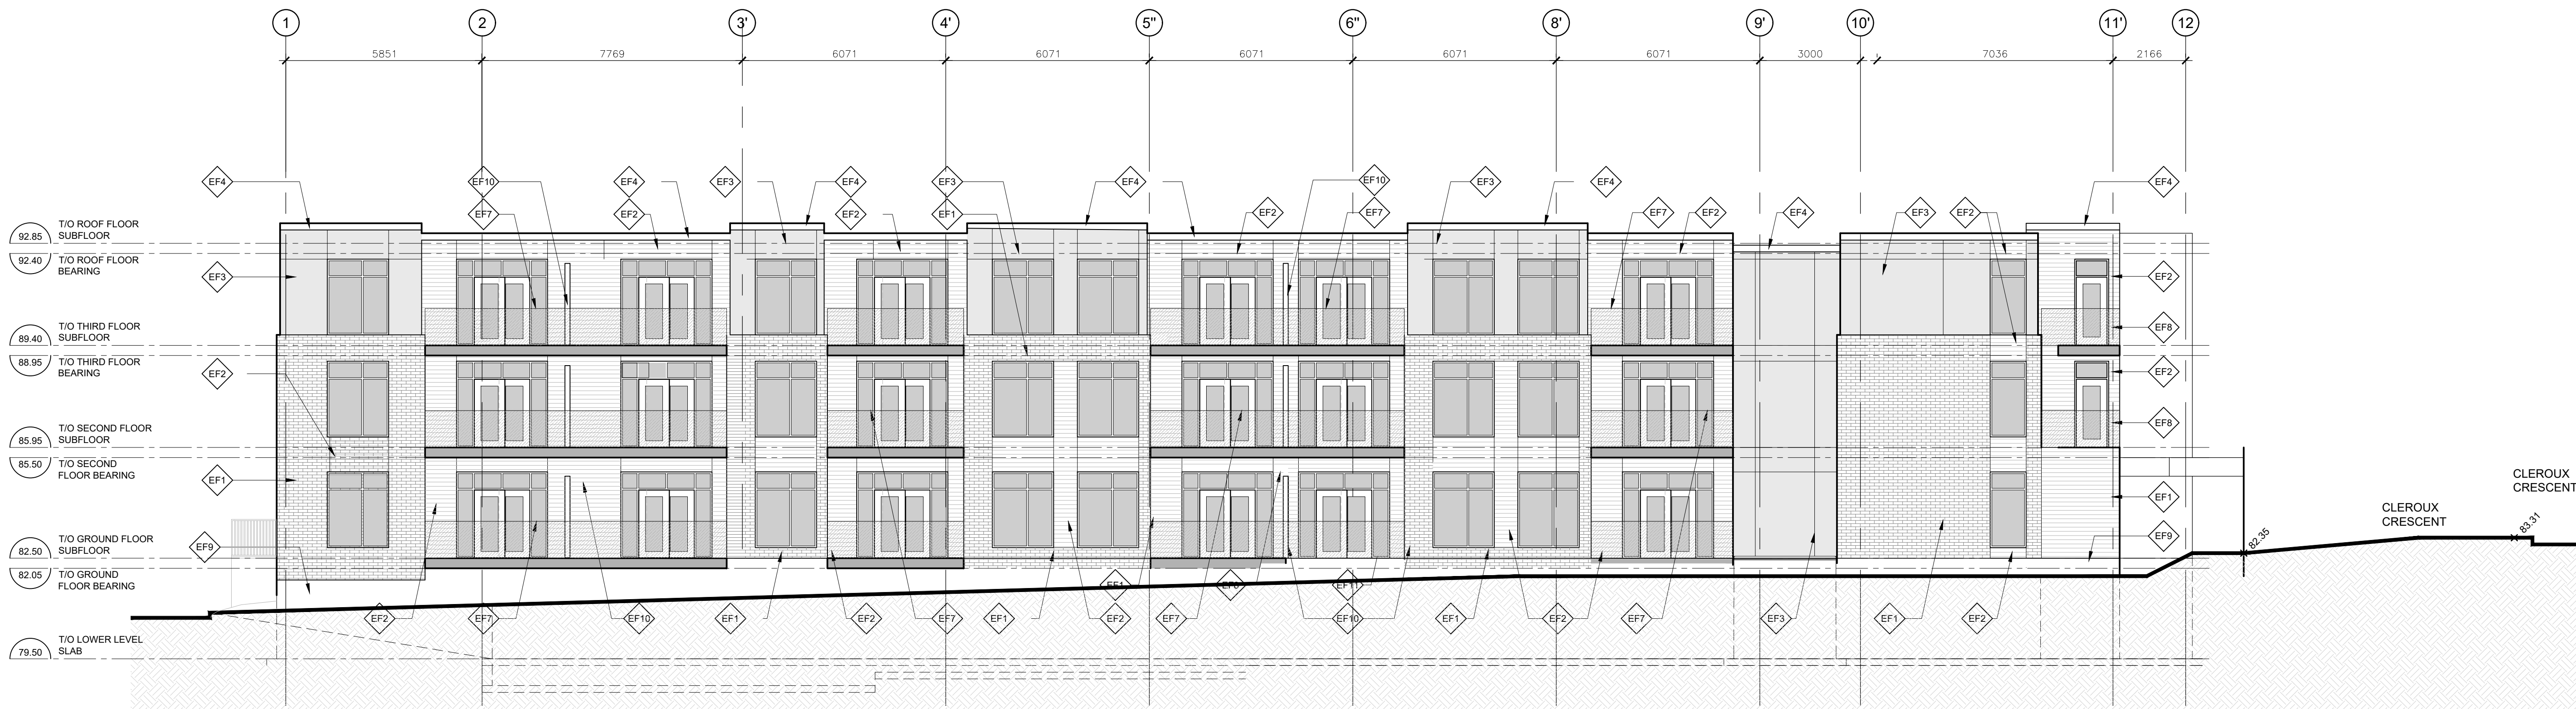 1 2 3' 4' 5" 6" 8' 9' 10' 11' 12
5851 7769 6071 6071 6071 6071 6071 3000 7036 2166
EF4 EF10 EF4 EF3 EF4 EF3 EF4 EF10 EF3 EF4 EF4
EF7 EF2 EF2 EF1 EF2 EF7 EF7 EF2 EF4 EF3 EF2
T/O ROOF FLOOR
92.85 SUBFLOOR
92.40 T/O ROOF FLOOR
BEARING
EF3
EF2
T/O THIRD FLOOR
89.40 SUBFLOOR
EF8
88.95 T/O THIRD FLOOR
BEARING
EF2
EF2
T/O SECOND FLOOR
85.95 SUBFLOOR
EF8
85.50 T/O SECOND
FLOOR BEARING
EF1
EF1
CLEROUX
CRESCENT
CLEROUX
CRESCENT
83.31
82.35
T/O GROUND FLOOR
82.50 SUBFLOOR
EF9
EF9
82.05 T/O GROUND
FLOOR BEARING
EF1 EF11
EF2 EF7 EF10 EF1 EF2 EF7 EF1 EF2 EF7 EF10 EF1 EF2 EF7 EF3 EF1 EF2
T/O LOWER LEVEL
79.50 SLAB